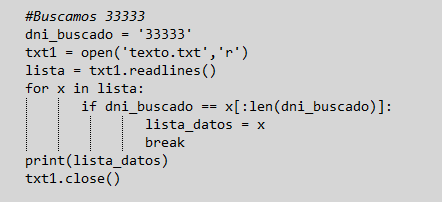 #Buscamos 33333
dni_buscado = '33333'
txt1 = open('texto.txt','r')
lista = txt1.readlines()
for x in lista:
if dni_buscado == x[:len(dni_buscado)]:
lista_datos = x
break
print(lista_datos)
txt1.close()